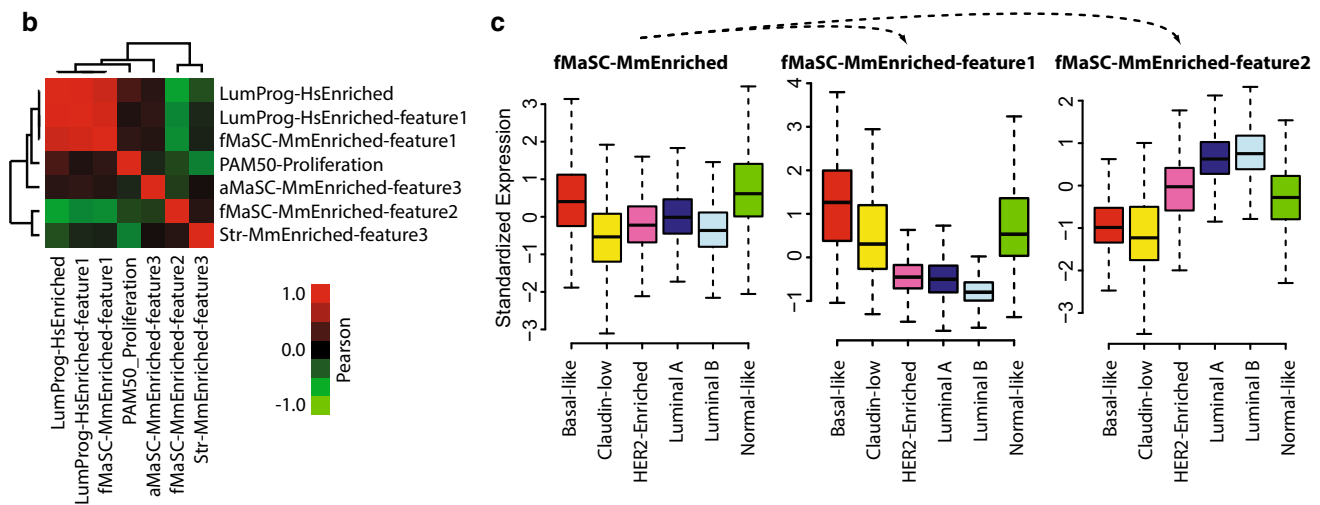 b
LumProg-HsEnriched
LumProg-HsEnriched-feature1
fMaSC-MmEnriched-feature1
PAM50-Proliferation
aMaSC-MmEnriched-feature3
fMaSC-MmEnriched-feature2
Str-MmEnriched-feature3
LumProg-HsEnriched
LumProg-HsEnriched-feature1
fMaSC-MmEnriched-feature1
PAM50_Proliferation
aMaSC-MmEnriched-feature3
fMaSC-MmEnriched-feature2
Str-MmEnriched-feature3
1.0
0.0
-1.0
Pearson
c
fMaSC-MmEnriched
Standardized Expression
3
2
1
0
-1
-2
-3
Basal-like
Claudin-low
HER2-Enriched
Luminal A
Luminal B
Normal-like
fMaSC-MmEnriched-feature1
4
3
2
1
0
-1
Basal-like
Claudin-low
HER2-Enriched
Luminal A
Luminal B
Normal-like
fMaSC-MmEnriched-feature2
2
1
0
-1
-2
-3
Basal-like
Claudin-low
HER2-Enriched
Luminal A
Luminal B
Normal-like